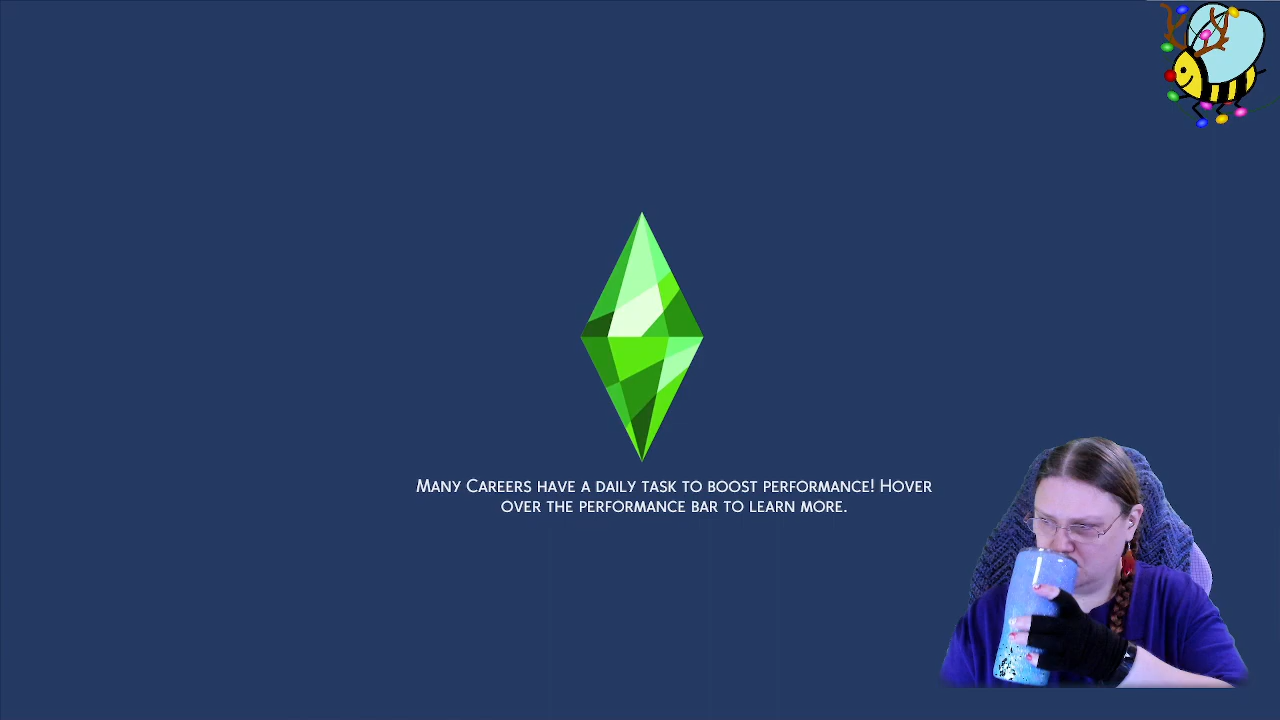 Many Careers have a daily task to boost performance! Hover
over the performance bar to learn more.